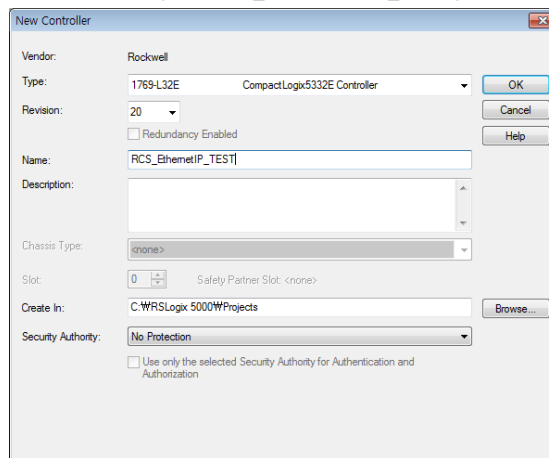 New Controller
Vendor: Rockwell
Type: 1769-L32E CompactLogix5332E Controller OK
Revision: 20 Cancel
Redundancy Enabled Help
Name: RCS_EthernetIP_TEST
Description:
Chassis Type: <none>
Slot: 0 Safety Partner Slot: <none>
Create In: C:₩RSLogix 5000₩Projects Browse...
Security Authority: No Protection
Use only the selected Security Authority for Authentication and
Authorization